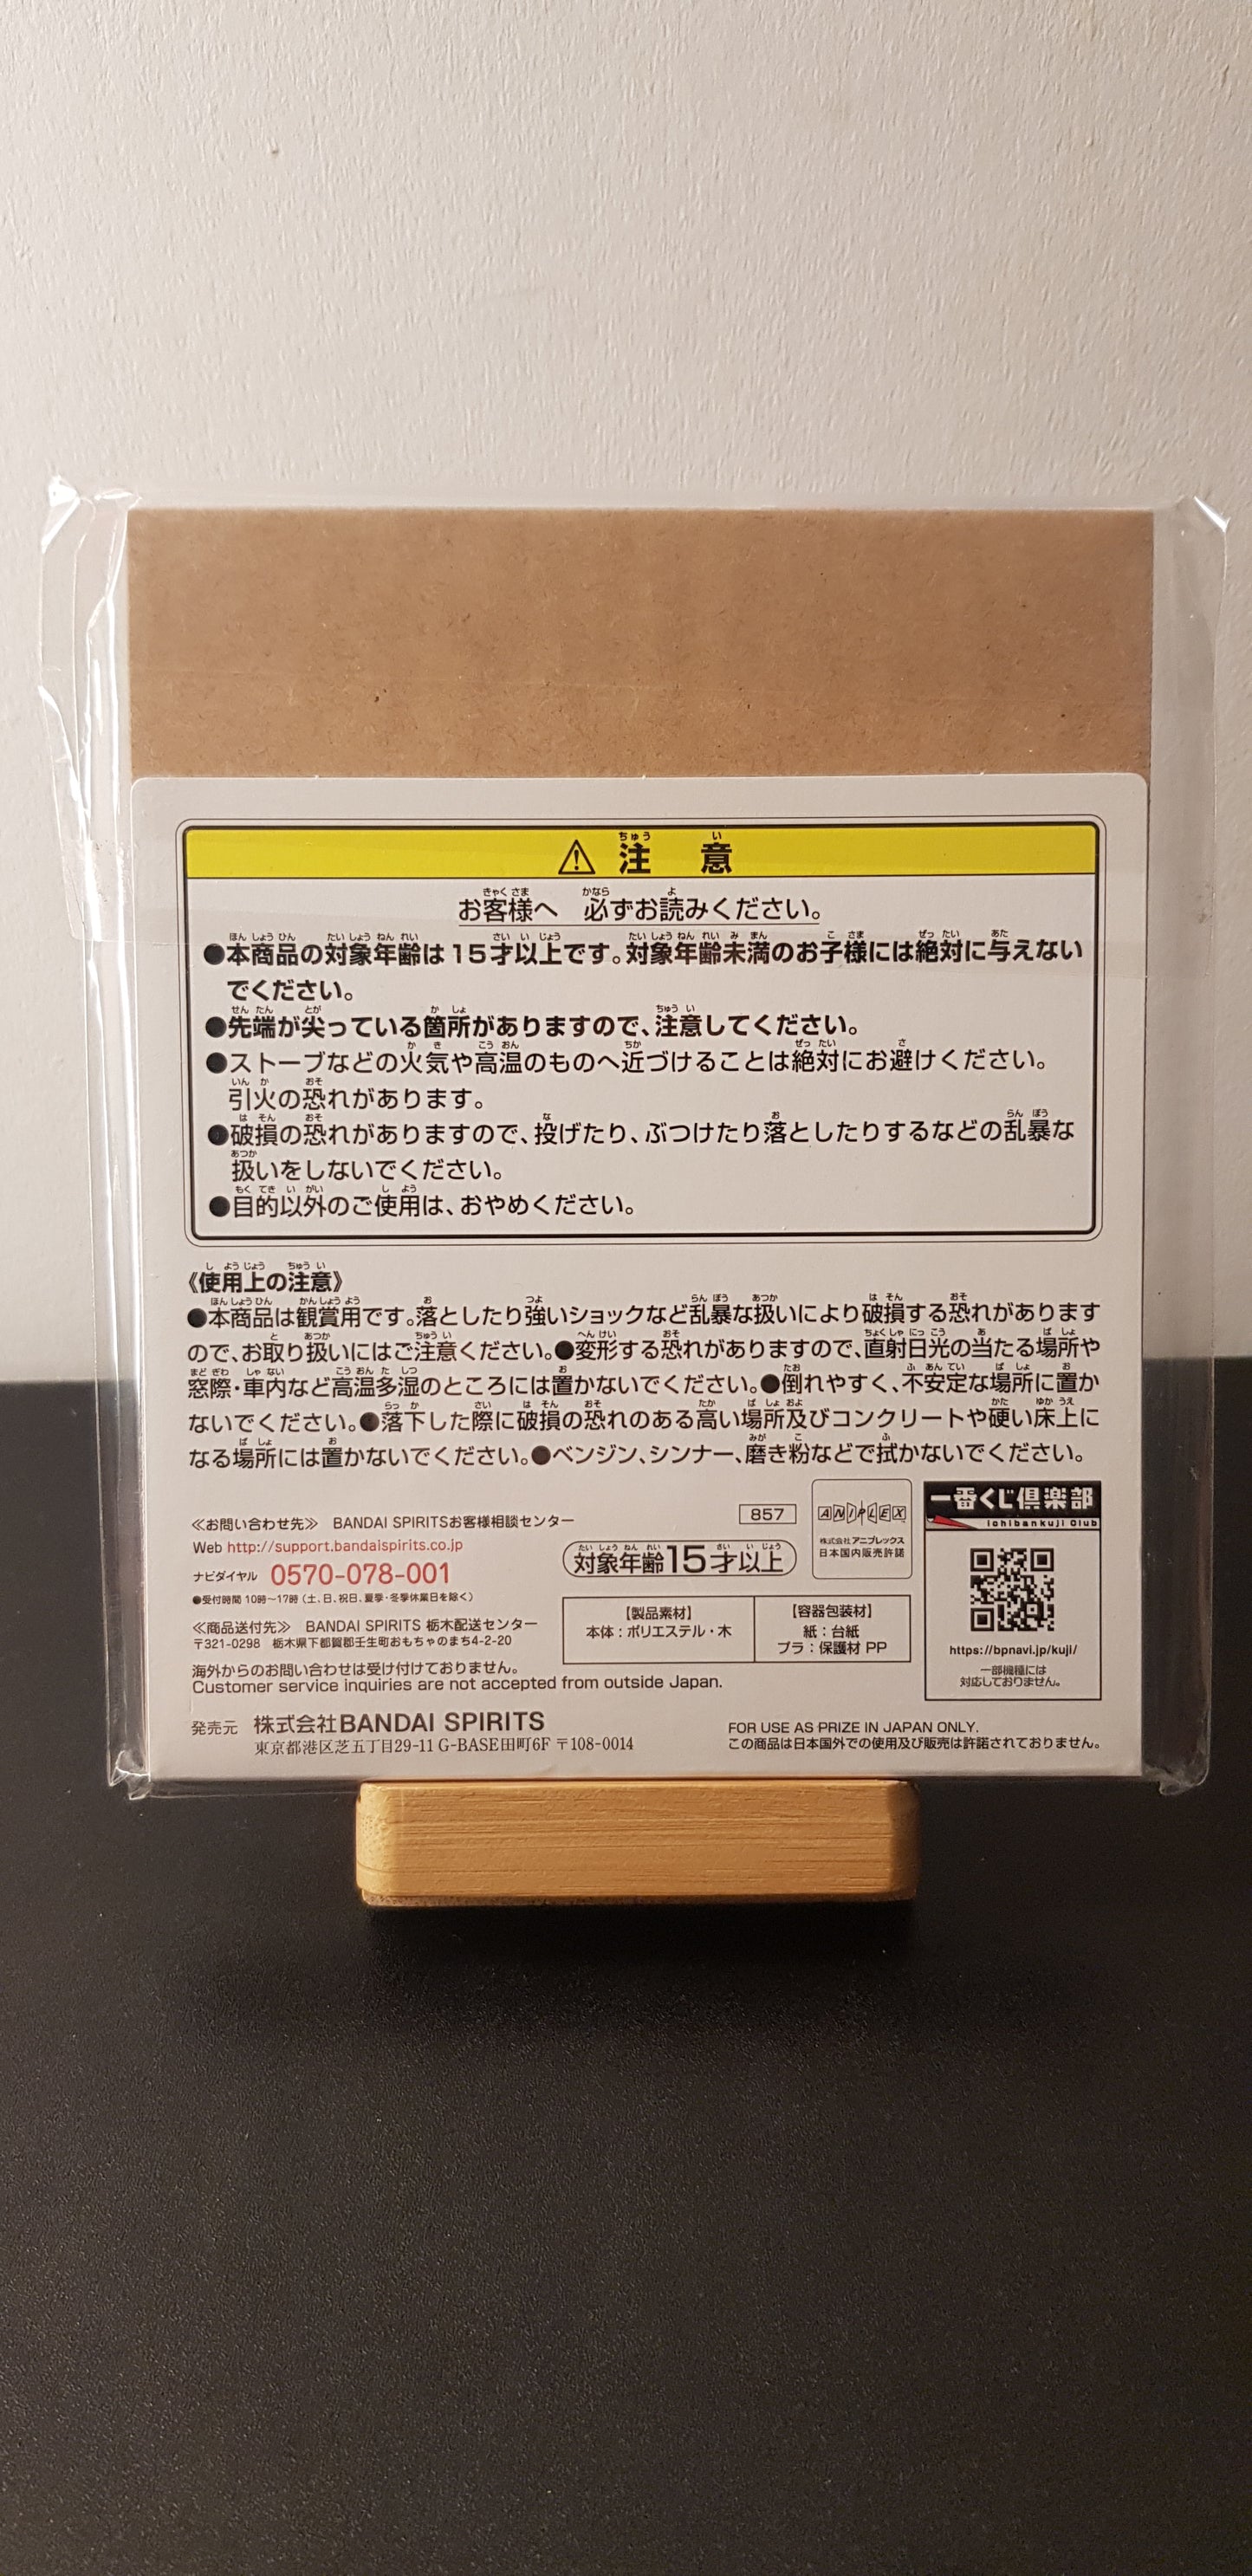 ⚠ 注意
お客様へ 必ずお読みください。
●本商品の対象年齢は15才以上です。対象年齢未満のお子様には絶対に与えない
でください。
●先端が尖っている箇所がありますので、注意してください。
●ストーブなどの火気や高温のものへ近づけることは絶対にお避けください。
引火の恐れがあります。
●破損の恐れがありますので、投げたり、ぶつけたり落としたりするなどの乱暴な
扱いをしないでください。
●目的以外のご使用は、おやめください。
《使用上の注意》
●本商品は観賞用です。落としたり強いショックなど乱暴な扱いにより破損する恐れがあります
ので、お取り扱いにはご注意ください。●変形する恐れがありますので、直射日光の当たる場所や
窓際・車内など高温多湿のところには置かないでください。●倒れやすく、不安定な場所に置か
ないでください。●落下した際に破損の恐れのある高い場所及びコンクリートや硬い床上に
なる場所には置かないでください。●ベンジン、シンナー、磨き粉などで拭かないでください。
≪お問い合わせ先≫ BANDAI SPIRITSお客様相談センター
Web http://support.bandaispirits.co.jp
ナビダイヤル 0570-078-001
●受付時間 10時〜17時（土、日、祝日、夏季・冬季休業日を除く）
≪商品送付先≫ BANDAI SPIRITS 栃木配送センター
〒321-0298 栃木県下都賀郡壬生町おもちゃのまち4-2-20
海外からのお問い合わせは受け付けておりません。
Customer service inquiries are not accepted from outside Japan.
857
対象年齢15才以上
【製品素材】
本体：ポリエステル・木
【容器包装材】
紙：台紙
プラ：保護材 PP
ANIPLEX
株式会社アニプレックス
日本国内販売許諾
一番くじ倶楽部
ichibankuji Club
https://bpnavi.jp/kuji/
一部機種には
対応しておりません。
発売元 株式会社BANDAI SPIRITS
東京都港区芝五丁目29-11 G-BASE田町6F 〒108-0014
FOR USE AS PRIZE IN JAPAN ONLY.
この商品は日本国外での使用及び販売は許諾されておりません。